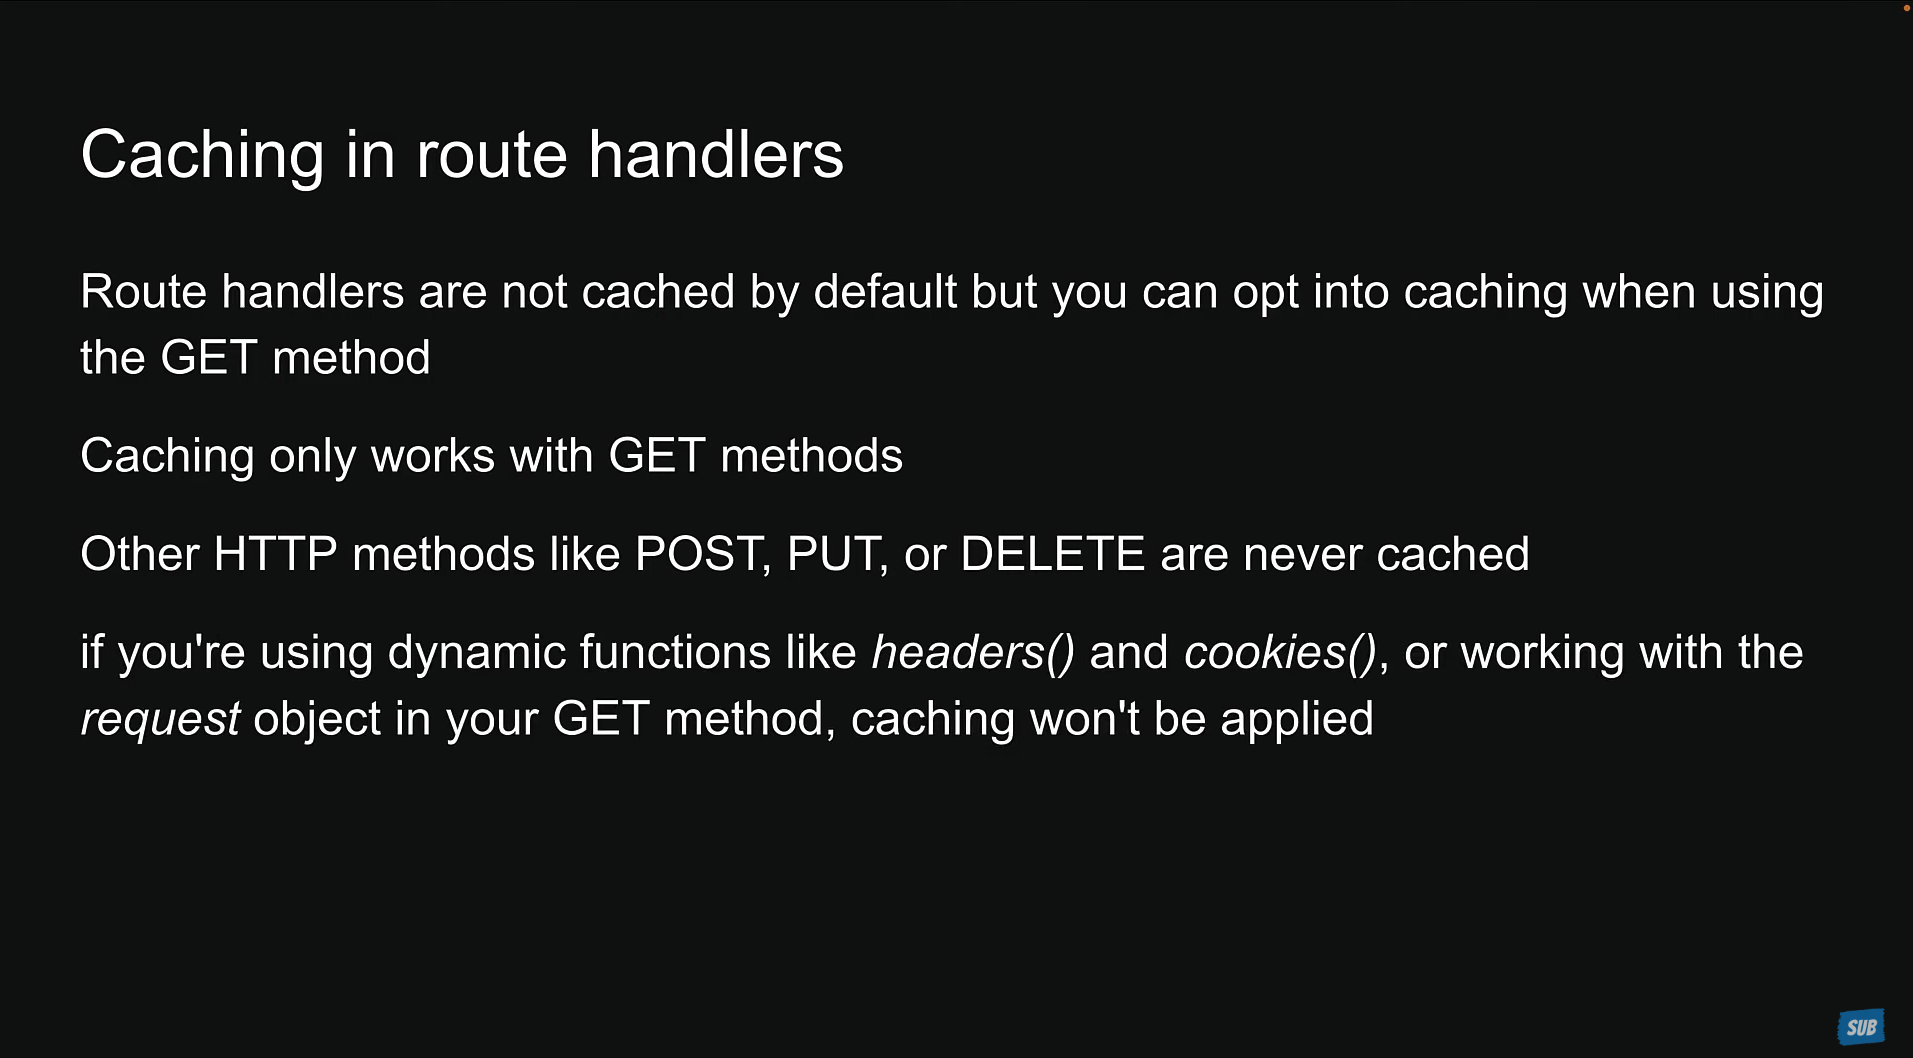 Caching in route handlers
Route handlers are not cached by default but you can opt into caching when using
the GET method
Caching only works with GET methods
Other HTTP methods like POST, PUT, or DELETE are never cached
if you're using dynamic functions like headers() and cookies(), or working with the
request object in your GET method, caching won't be applied
SUB